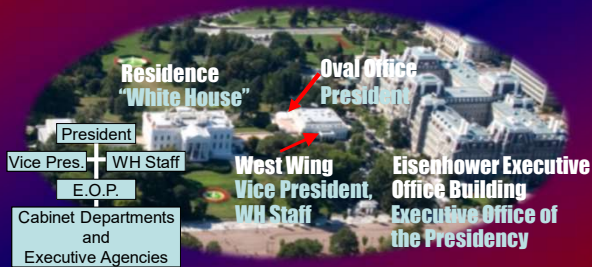 Residence
"White House"
Oval Office
President
President
Vice Pres.
WH Staff
E.O.P.
Cabinet Departments
and
Executive Agencies
West Wing
Vice President,
WH Staff
Eisenhower Executive
Office Building
Executive Office of
the Presidency